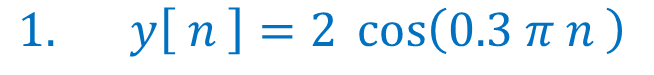 1. y[ n ] = 2 cos(0.3 π n )